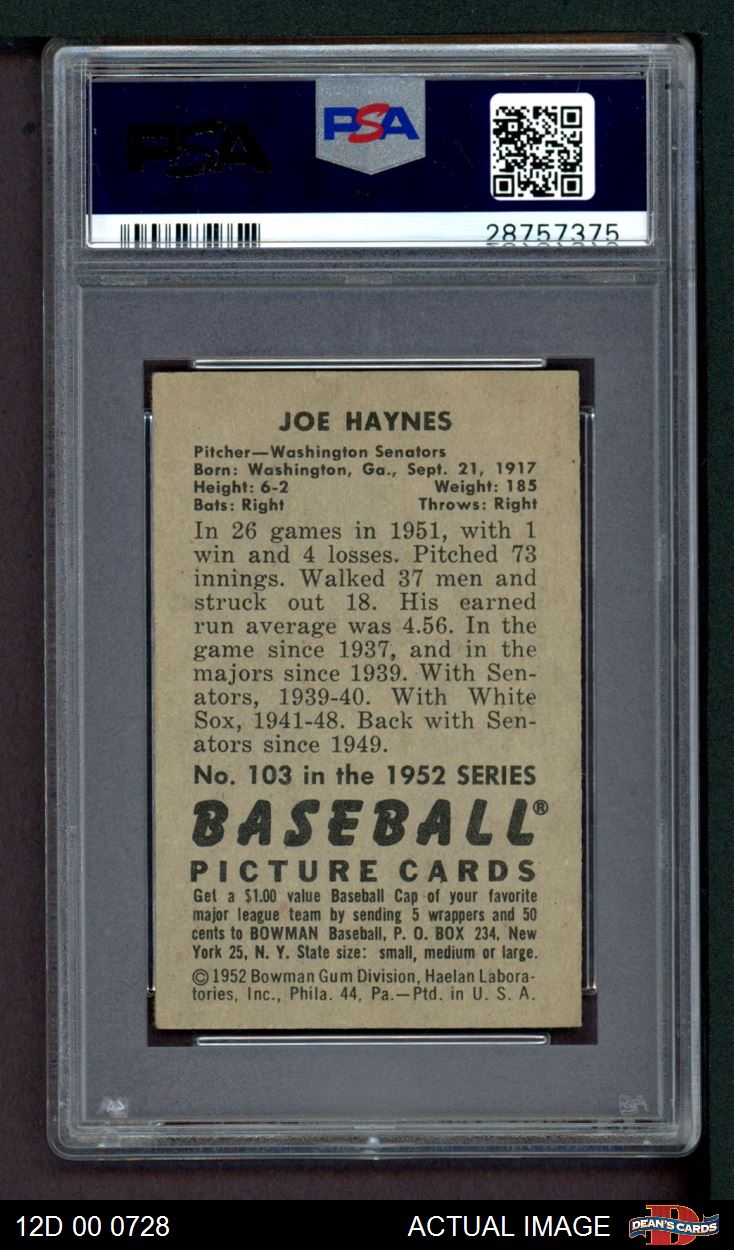 PSA
PSA
28757375
JOE HAYNES
Pitcher—Washington Senators
Born: Washington, Ga., Sept. 21, 1917
Height: 6-2 Weight: 185
Bats: Right Throws: Right
In 26 games in 1951, with 1
win and 4 losses. Pitched 73
innings. Walked 37 men and
struck out 18. His earned
run average was 4.56. In the
game since 1937, and in the
majors since 1939. With Sen-
ators, 1939-40. With White
Sox, 1941-48. Back with Sen-
ators since 1949.
No. 103 in the 1952 SERIES
BASEBALL®
PICTURE CARDS
Get a $1.00 value Baseball Cap of your favorite
major league team by sending 5 wrappers and 50
cents to BOWMAN Baseball, P. O. BOX 234, New
York 25, N. Y. State size: small, medium or large.
©1952 Bowman Gum Division, Haelan Labora-
tories, Inc., Phila. 44, Pa.—Ptd. in U. S. A.
PSA
12D 00 0728 ACTUAL IMAGE DEAN'S CARDS